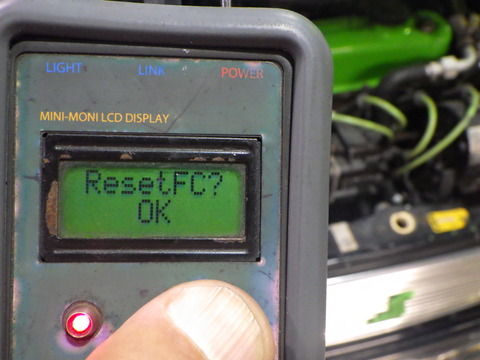 LIGHT LINK POWER
MINI-MONI LCD DISPLAY
ResetFC?
OK